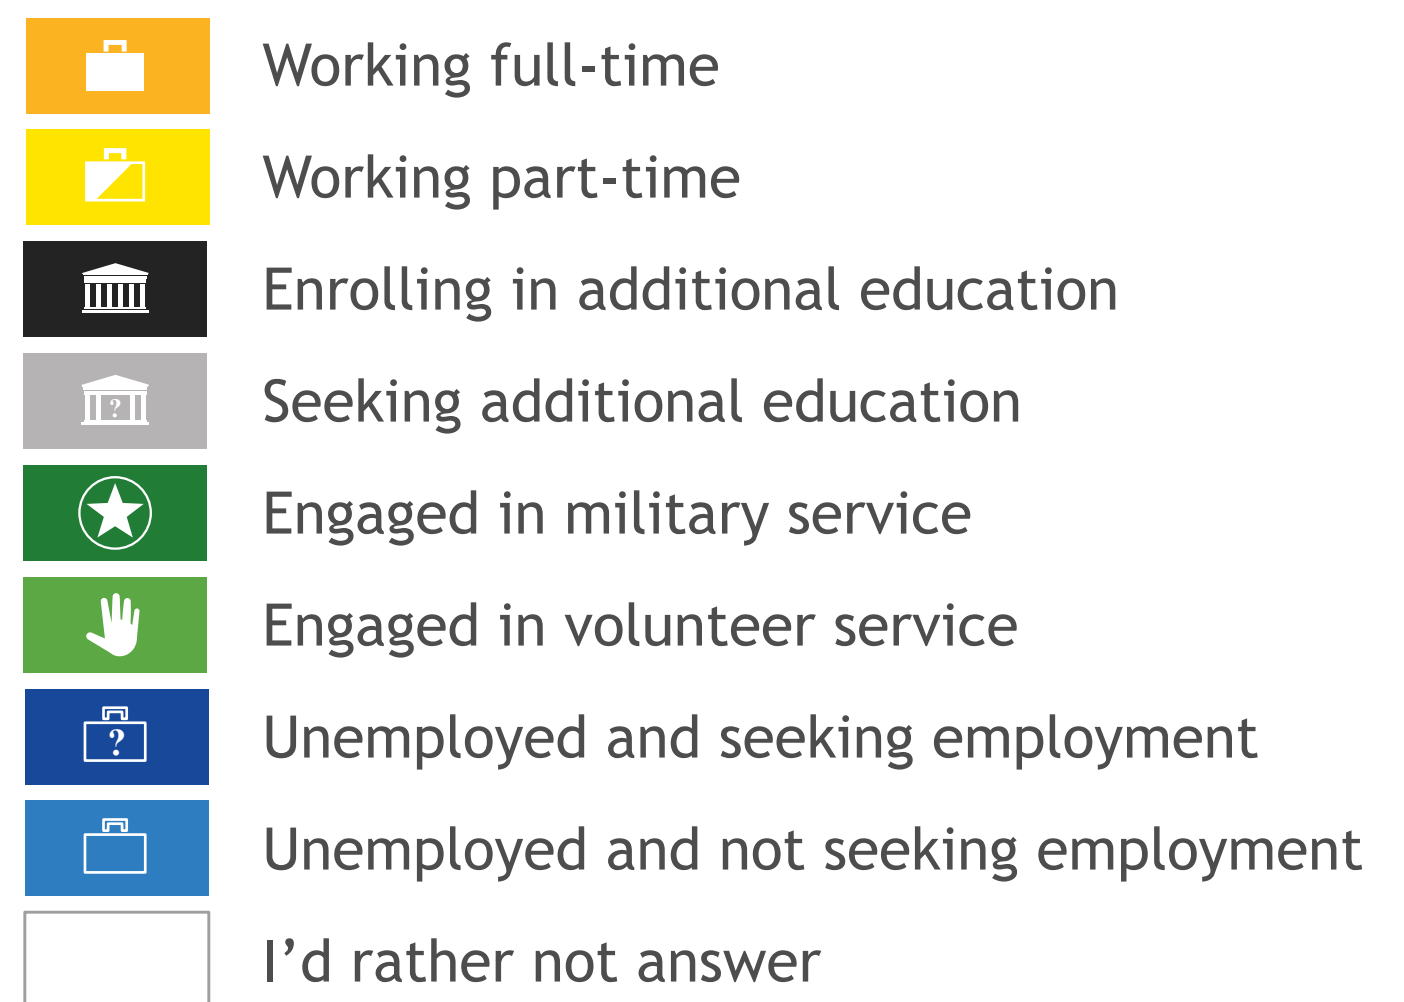 Working full-time
Working part-time
Enrolling in additional education
?
Seeking additional education
Engaged in military service
Engaged in volunteer service
?
Unemployed and seeking employment
Unemployed and not seeking employment
I’d rather not answer